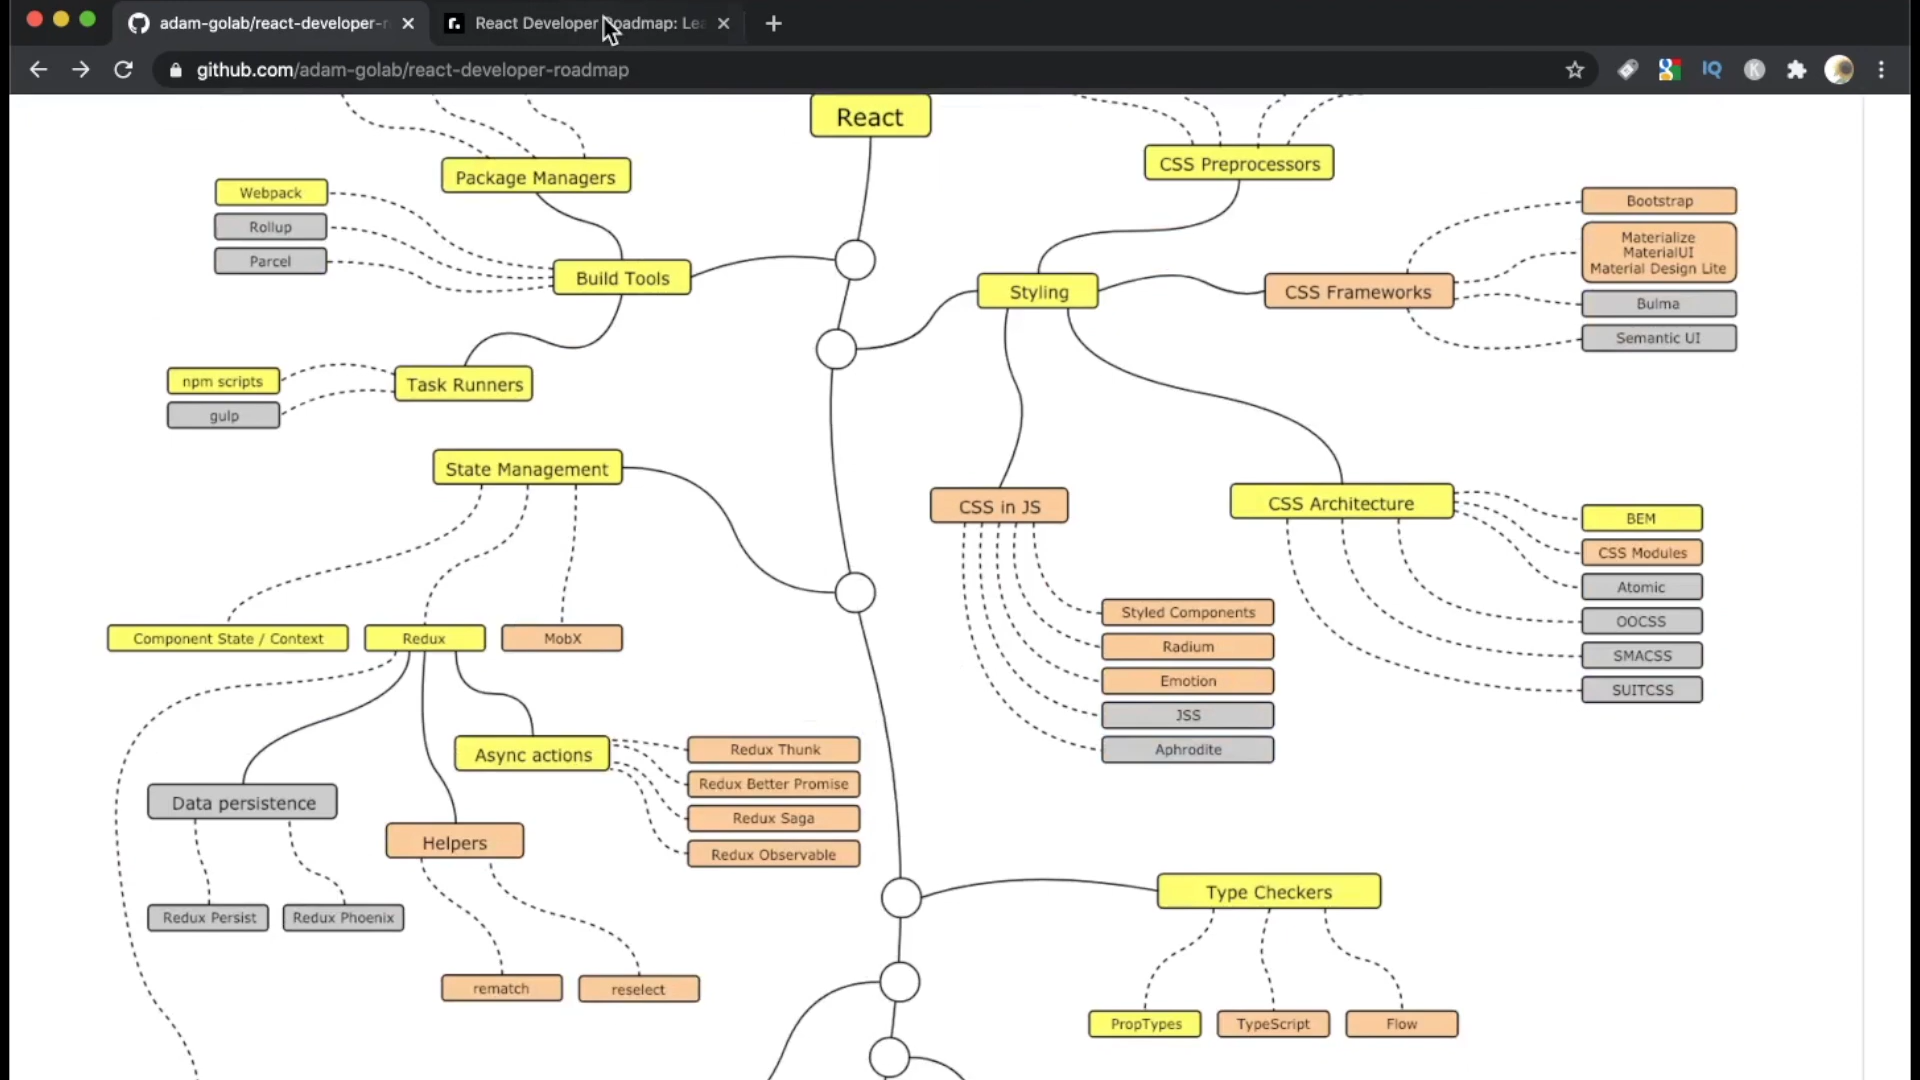 adam-golab/react-developer-r
React Developer Roadmap: Lea
github.com/adam-golab/react-developer-roadmap
React
Package Managers
CSS Preprocessors
Webpack
Rollup
Parcel
Build Tools
Styling
CSS Frameworks
Bootstrap
Materialize
MaterialUI
Material Design Lite
Bulma
Semantic UI
npm scripts
gulp
Task Runners
State Management
CSS in JS
CSS Architecture
BEM
CSS Modules
Atomic
OOCSS
SMACSS
SUITCSS
Styled Components
Radium
Emotion
JSS
Aphrodite
Component State / Context
Redux
MobX
Async actions
Redux Thunk
Redux Better Promise
Redux Saga
Redux Observable
Data persistence
Helpers
Redux Persist
Redux Phoenix
rematch
reselect
Type Checkers
PropTypes
TypeScript
Flow